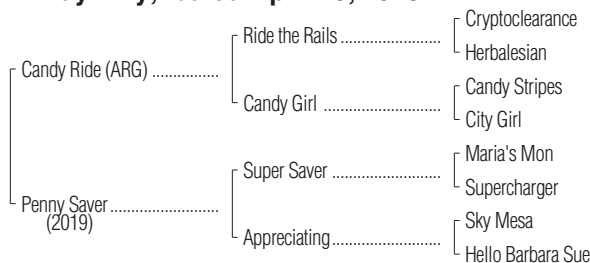 Ride the Rails
Cryptoclearance
Herbalesian
Candy Ride (ARG)
Candy Girl
Candy Stripes
City Girl
Super Saver
Maria's Mon
Supercharger
Penny Saver
(2019)
Appreciating
Sky Mesa
Hello Barbara Sue